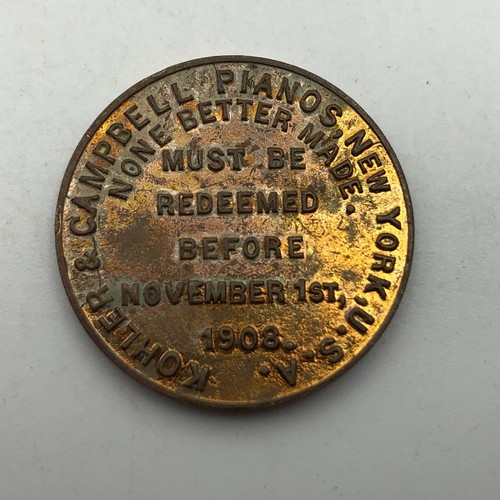 KOHLER & CAMPBELL PIANOS, NEW YORK, U.S.A.
NONE BETTER MADE.
MUST BE
REDEEMED
BEFORE
NOVEMBER 1ST,
1908.